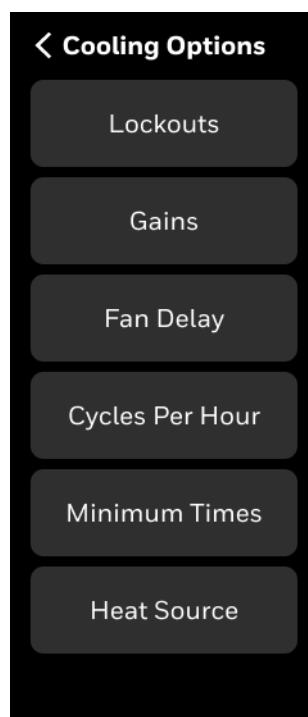 Cooling Options
Lockouts
Gains
Fan Delay
Cycles Per Hour
Minimum Times
Heat Source